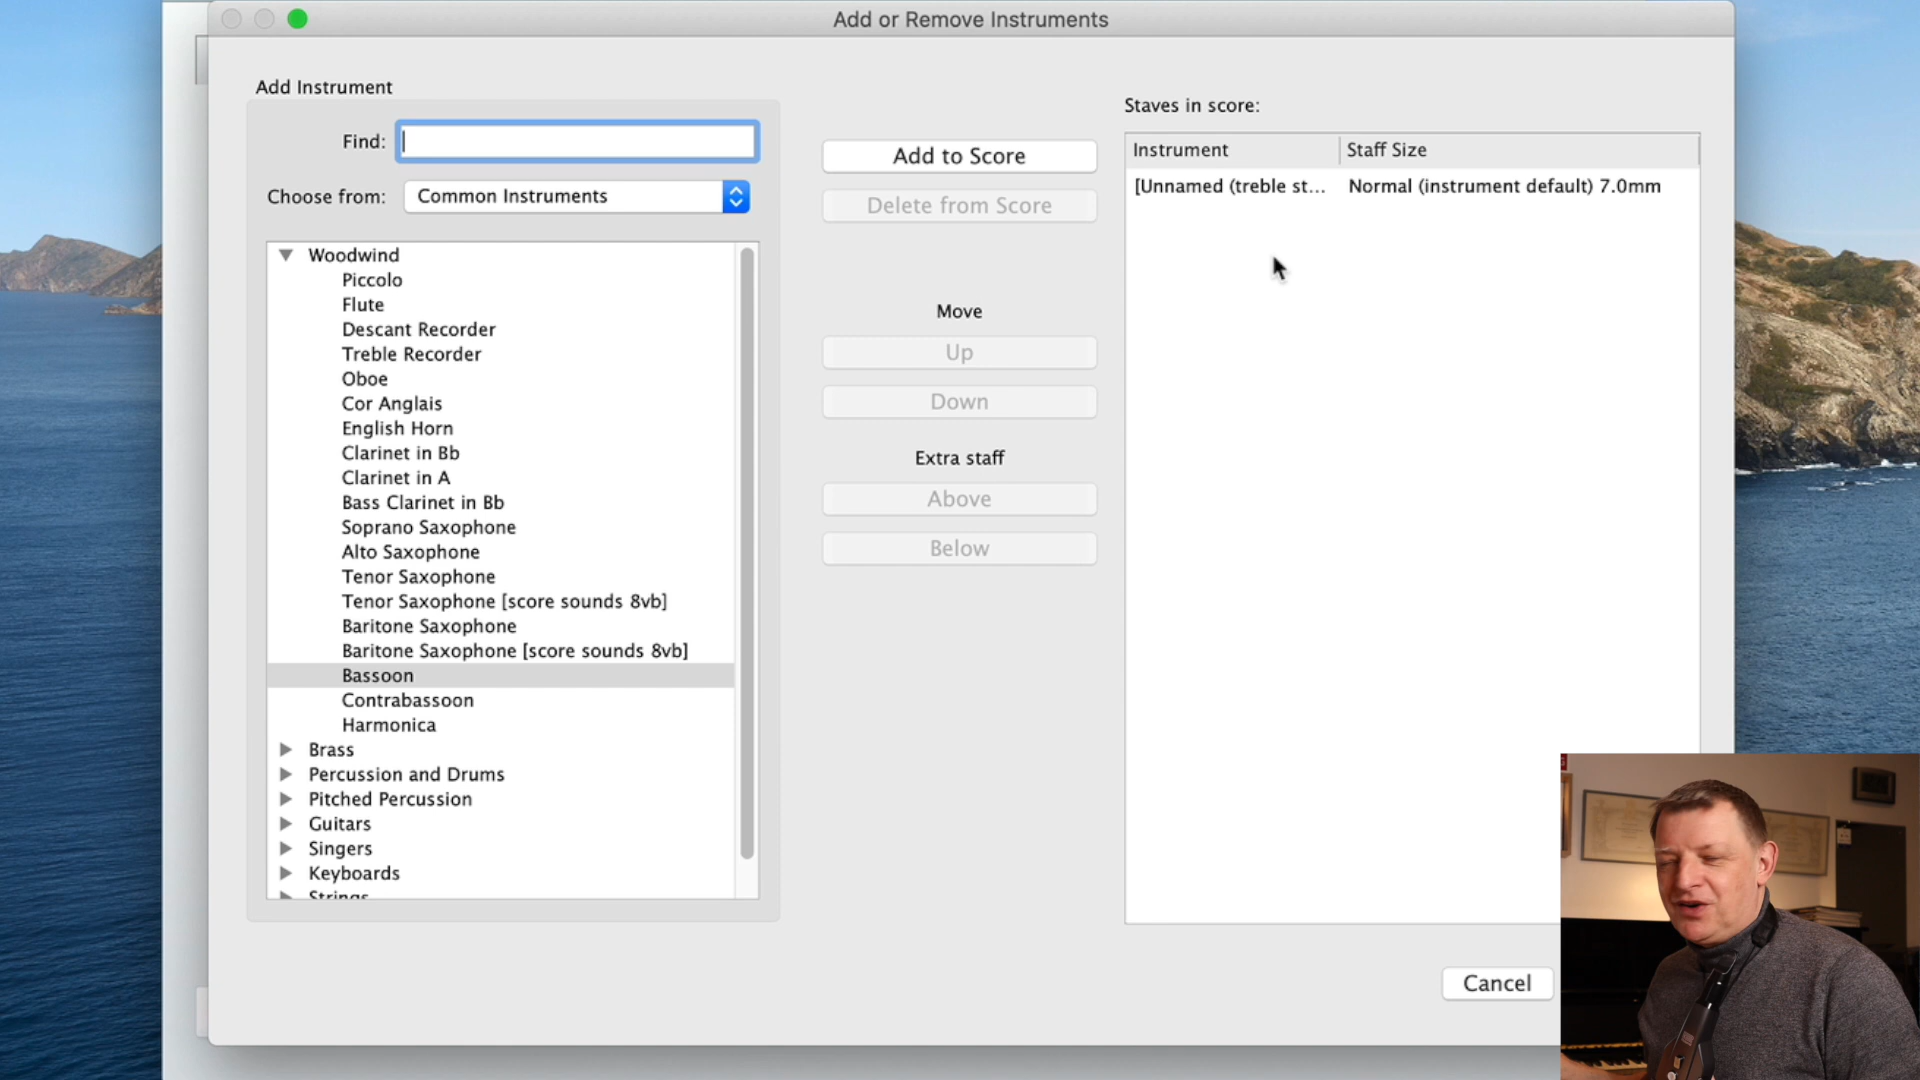 Add or Remove Instruments
Add Instrument
Find:
Choose from:
Common Instruments
Woodwind
Piccolo
Flute
Descant Recorder
Treble Recorder
Oboe
Cor Anglais
English Horn
Clarinet in Bb
Clarinet in A
Bass Clarinet in Bb
Soprano Saxophone
Alto Saxophone
Tenor Saxophone
Tenor Saxophone [score sounds 8vb]
Baritone Saxophone
Baritone Saxophone [score sounds 8vb]
Bassoon
Contrabassoon
Harmonica
Brass
Percussion and Drums
Pitched Percussion
Guitars
Singers
Keyboards
Strings
Add to Score
Delete from Score
Move
Up
Down
Extra staff
Above
Below
Staves in score:
Instrument Staff Size
[Unnamed (treble st... Normal (instrument default) 7.0mm
Cancel